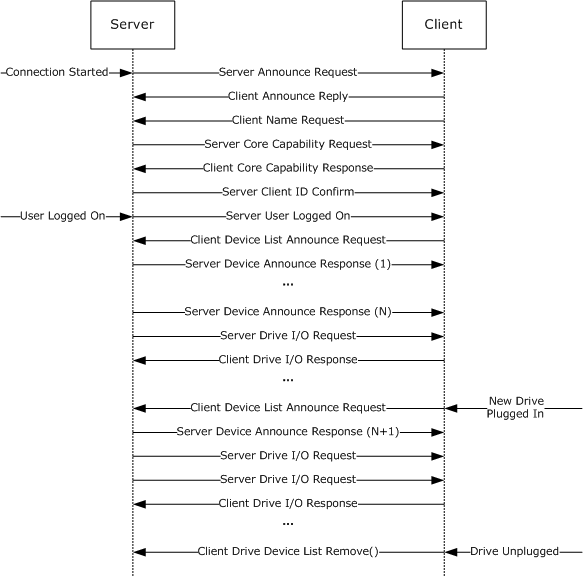 Server
Client
Connection Started
Server Announce Request
Client Announce Reply
Client Name Request
Server Core Capability Request
Client Core Capability Response
Server Client ID Confirm
User Logged On
Server User Logged On
Client Device List Announce Request
Server Device Announce Response (1)
...
Server Device Announce Response (N)
Server Drive I/O Request
Client Drive I/O Response
...
Client Device List Announce Request
New Drive
Plugged In
Server Device Announce Response (N+1)
Server Drive I/O Request
Server Drive I/O Request
Client Drive I/O Response
...
Client Drive Device List Remove()
Drive Unplugged